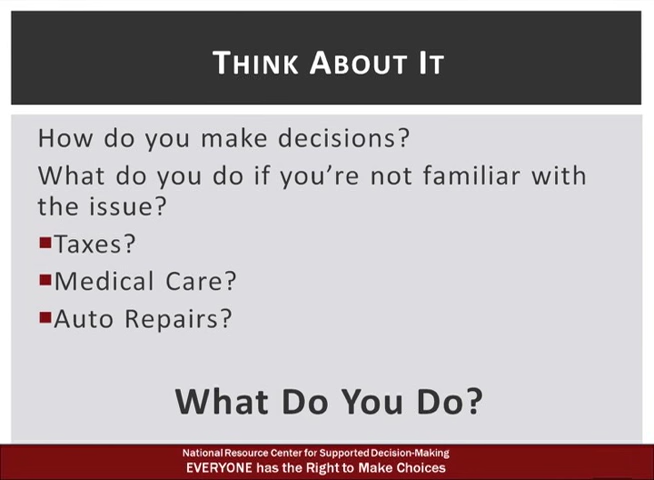 THINK ABOUT IT
How do you make decisions?
What do you do if you’re not familiar with
the issue?
Taxes?
Medical Care?
Auto Repairs?
What Do You Do?
National Resource Center for Supported Decision-Making
EVERYONE has the Right to Make Choices